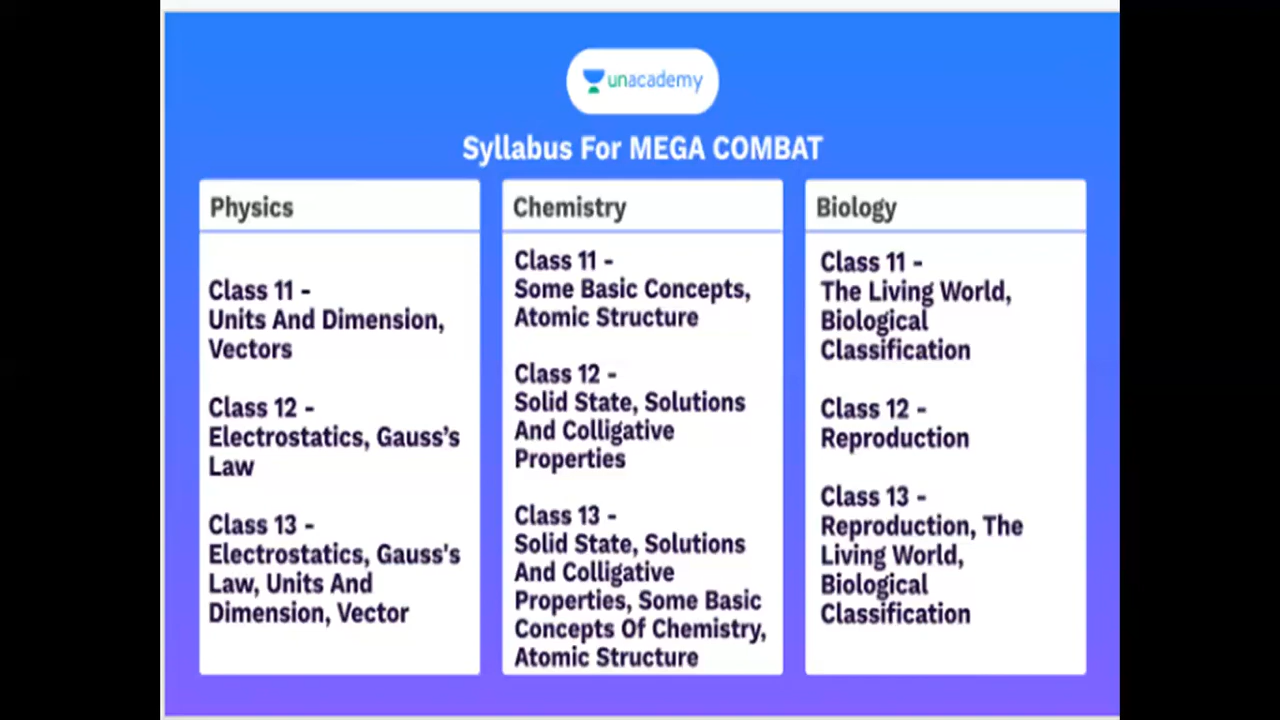 unacademy
Syllabus For MEGA COMBAT
Physics
Class 11 -
Units And Dimension,
Vectors
Class 12 -
Electrostatics, Gauss’s
Law
Class 13 -
Electrostatics, Gauss's
Law, Units And
Dimension, Vector
Chemistry
Class 11 -
Some Basic Concepts,
Atomic Structure
Class 12 -
Solid State, Solutions
And Colligative
Properties
Class 13 -
Solid State, Solutions
And Colligative
Properties, Some Basic
Concepts Of Chemistry,
Atomic Structure
Biology
Class 11 -
The Living World,
Biological
Classification
Class 12 -
Reproduction
Class 13 -
Reproduction, The
Living World,
Biological
Classification